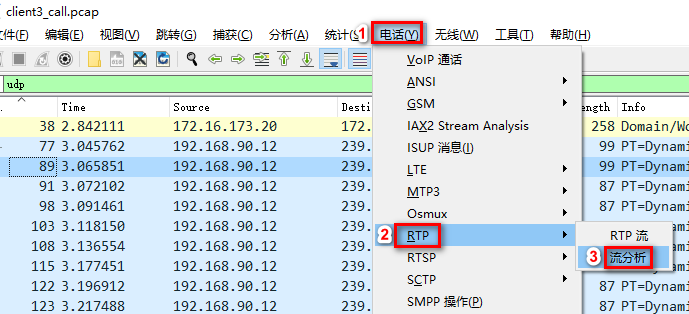 client3_call.pcap
文件(F) 编辑(E) 视图(V) 跳转(G) 捕获(C) 分析(A) 统计(S) 1 电话(Y) 无线(W) 工具(T) 帮助(H)
udp
Time Source Desti ength Info
38 2.842111 172.16.173.20 172. 258 Domain/Wo
77 3.045762 192.168.90.12 239. 99 PT=Dynami
89 3.065851 192.168.90.12 239. 99 PT=Dynami
91 3.072102 192.168.90.12 239. 87 PT=Dynami
98 3.091461 192.168.90.12 239. 87 PT=Dynami
103 3.118150 192.168.90.12 239. 87 PT=Dynami
108 3.136554 192.168.90.12 239.
115 3.177451 192.168.90.12 239.
122 3.196912 192.168.90.12 239. 87 PT=Dynami
123 3.217488 192.168.90.12 239. 87 PT=Dynami
VoIP 通话
ANSI
GSM
IAX2 Stream Analysis
ISUP 消息(I)
LTE
MTP3
Osmux
2 RTP
RTSP
SCTP
SMPP 操作(P)
RTP 流
3 流分析